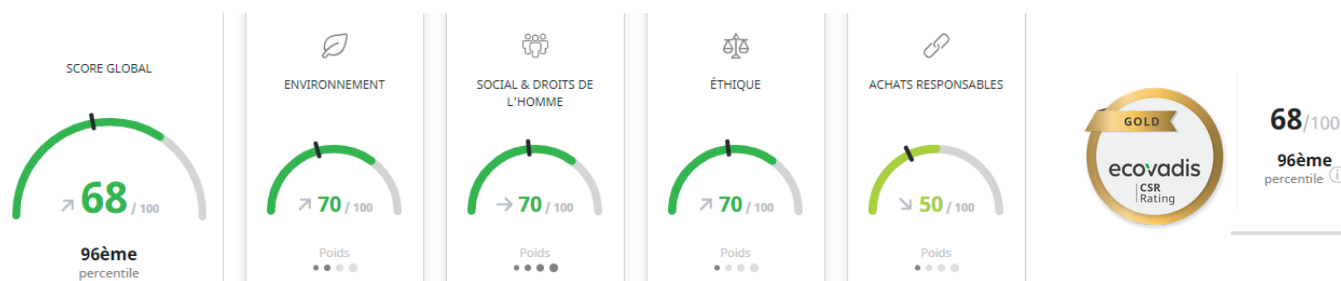 SCORE GLOBAL
68 / 100
96ème
percentile
ENVIRONNEMENT
70 / 100
Poids
SOCIAL & DROITS DE
L'HOMME
70 / 100
Poids
ÉTHIQUE
70 / 100
Poids
ACHATS RESPONSABLES
50 / 100
Poids
GOLD
ecovadis
CSR
Rating
68/100
96ème
percentile